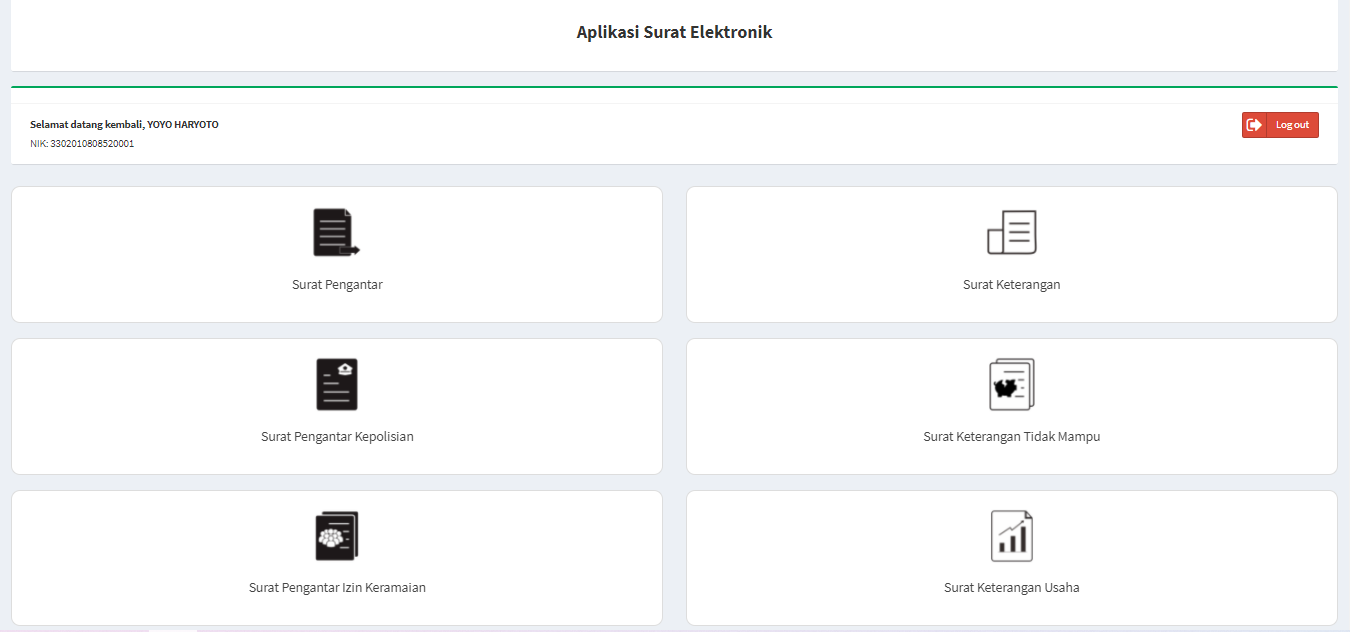 Aplikasi Surat Elektronik
Selamat datang kembali, YOYO HARYOTO
NIK: 3302010808520001
Log out
Surat Pengantar
Surat Keterangan
Surat Pengantar Kepolisian
Surat Keterangan Tidak Mampu
Surat Pengantar Izin Keramaian
Surat Keterangan Usaha